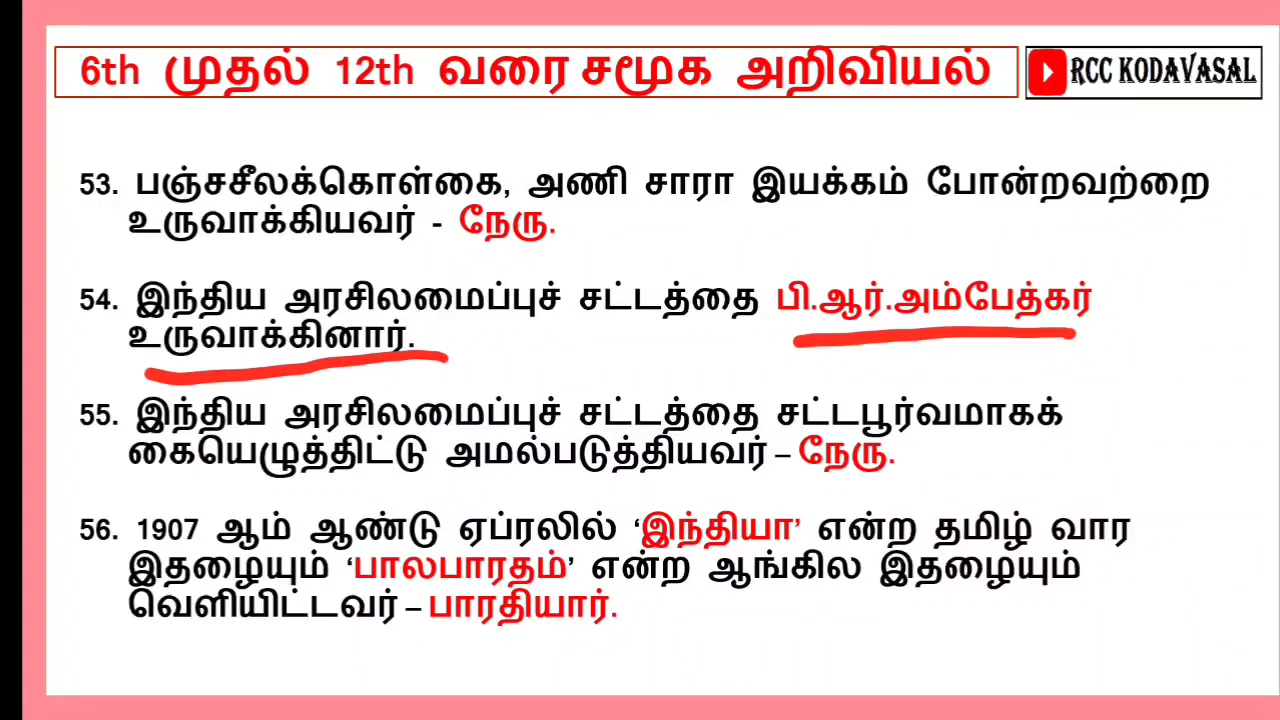 6th முதல் 12th வரை சமூக அறிவியல்
RCC KODAVASAL
53. பஞ்சசீலக்கொள்கை, அணி சாரா இயக்கம் போன்றவற்றை
உருவாக்கியவர் - நேரு.
54. இந்திய அரசிலமைப்புச் சட்டத்தை பி.ஆர்.அம்பேத்கர்
உருவாக்கினார்.
55. இந்திய அரசிலமைப்புச் சட்டத்தை சட்டபூர்வமாகக்
கையெழுத்திட்டு அமல்படுத்தியவர் – நேரு.
56. 1907 ஆம் ஆண்டு ஏப்ரலில் ‘இந்தியா’ என்ற தமிழ் வார
இதழையும் ‘பாலபாரதம்’ என்ற ஆங்கில இதழையும்
வெளியிட்டவர் – பாரதியார்.